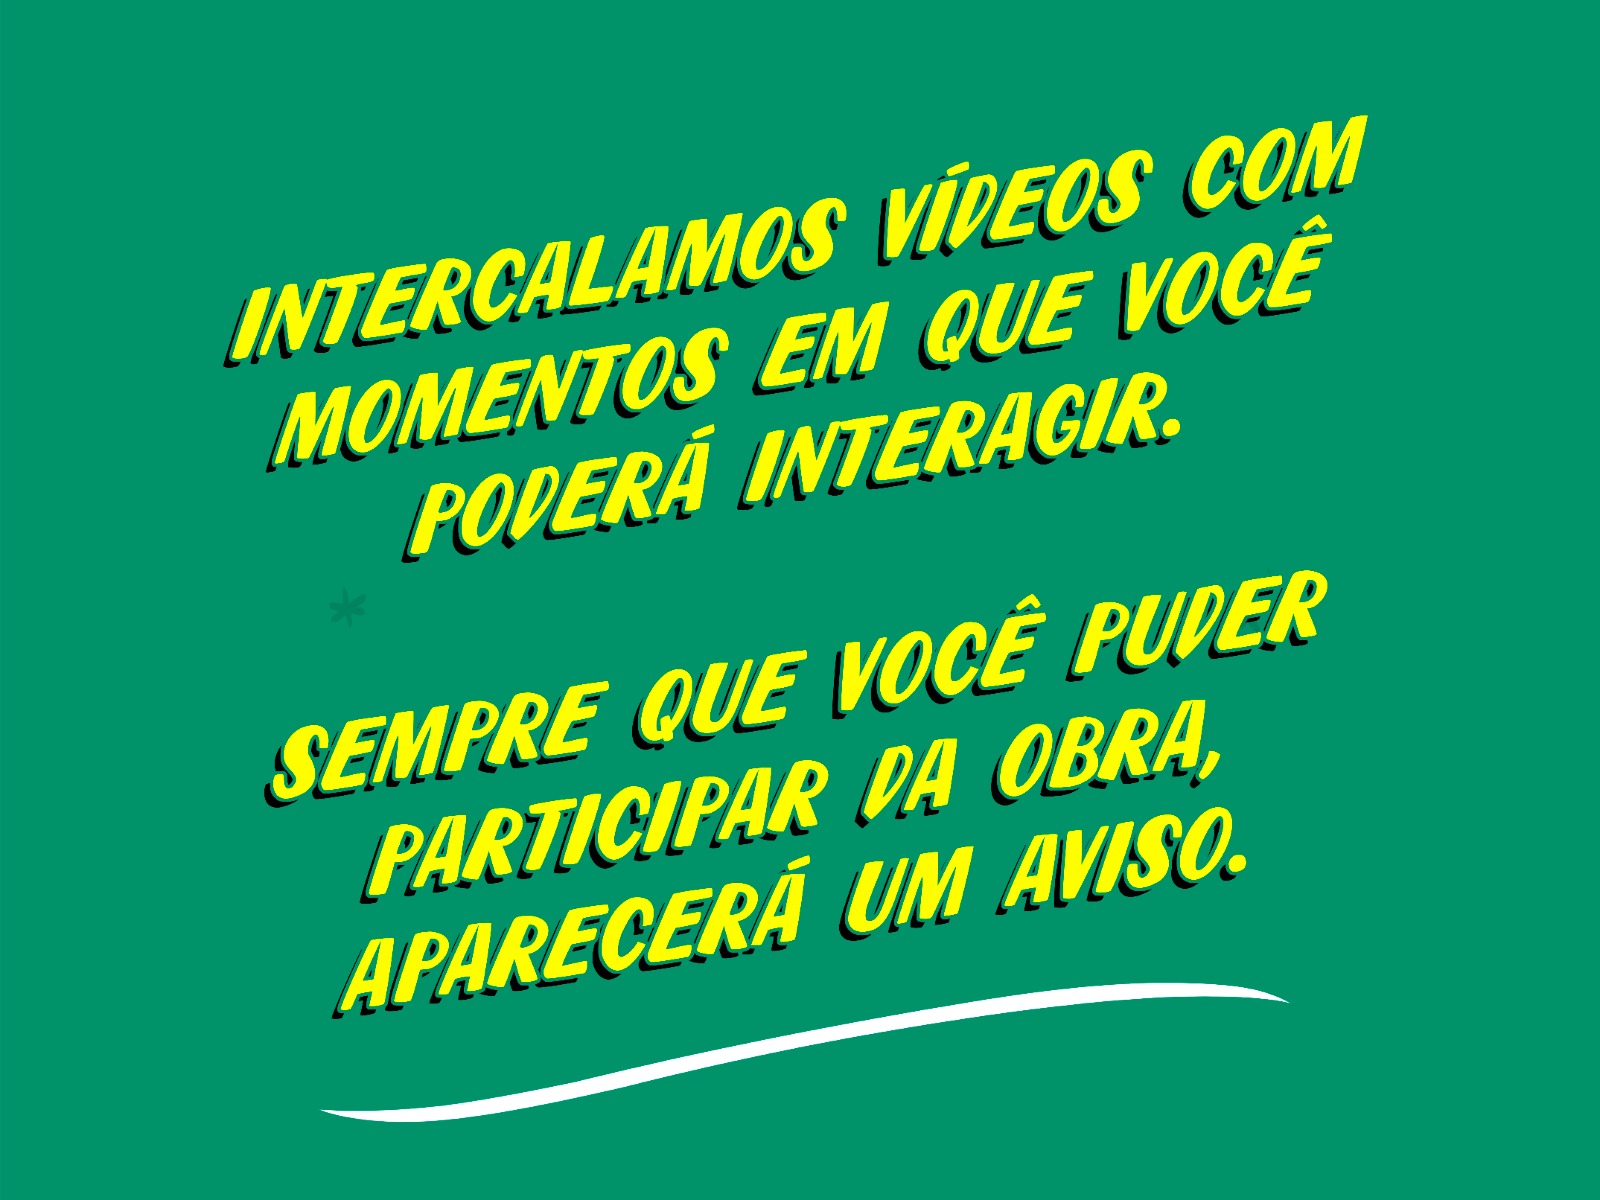 INTERCALAMOS VÍDEOS COM
MOMENTOS EM QUE VOCÊ
PODERÁ INTERAGIR.
SEMPRE QUE VOCÊ PUDER
PARTICIPAR DA OBRA,
APARECERÁ UM AVISO.